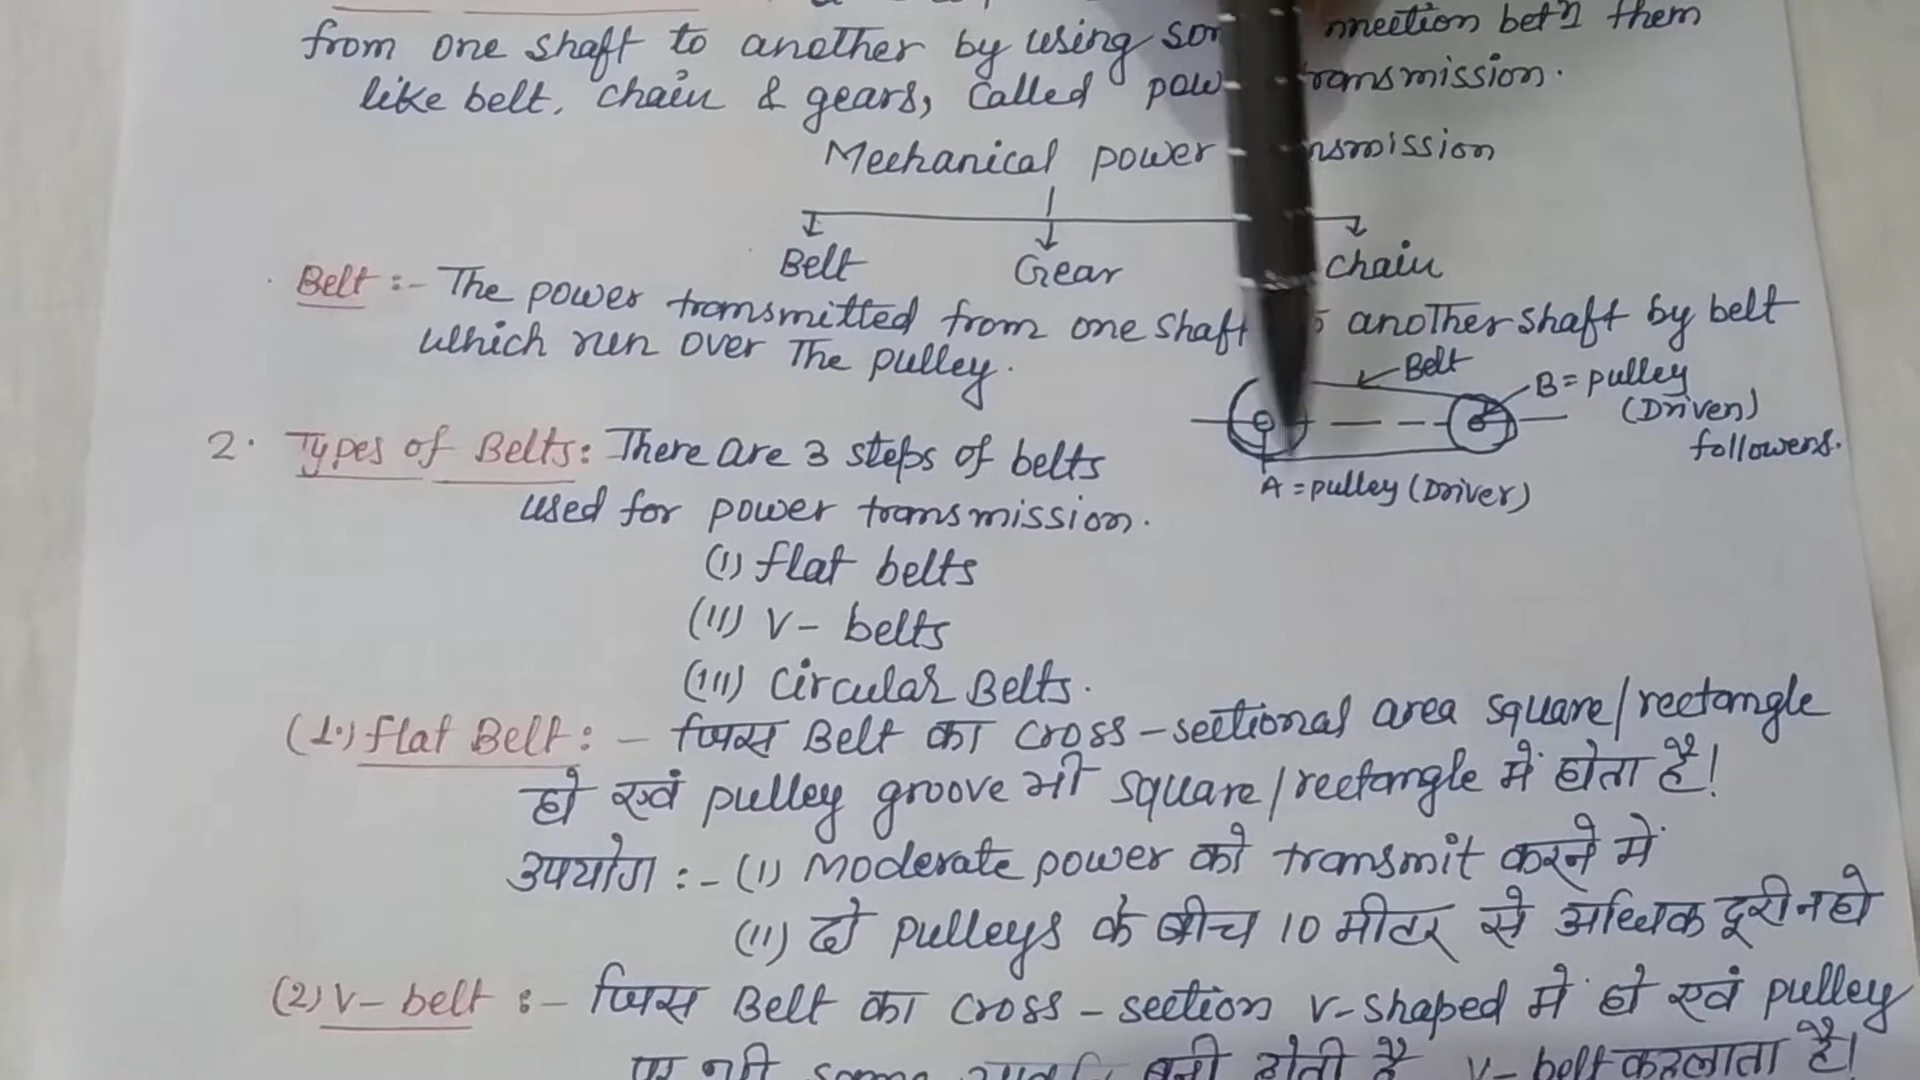 from one shaft to another by using nnection betn them
like belt, chain & gears, called pow transmission.
Mechanical power nsmission
Belt Gear Chain
Belt :- The power transmitted from one shaft another shaft by belt
which run over The pulley.
Belt
B = pulley
(Driven)
followers.
A = pulley (Driver)
2. Types of Belts: There are 3 steps of belts
used for power transmission.
(I) flat belts
(II) V- belts
(III) Circular Belts.
(1.) flat Belt :- जिस Belt का cross-sectional area square/rectangle
हो एवं pulley groove भी square/rectangle में होता है!
उपयोग :- (I) Moderate power को transmit करने में
(II) दो pulleys के बीच 10 मीटर से अधिक दूरी न हो
(2) V- belt :- जिस Belt का cross-section V-shaped में हो एवं pulley
बनी होती है V-belt कहलाता है!